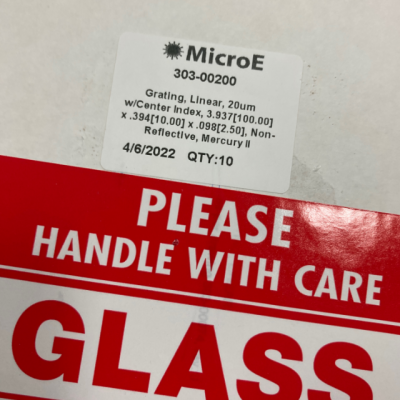 MicroE
303-00200
Grating, Linear, 20um
w/Center Index, 3.937[100.00]
x .394[10.00] x .098[2.50], Non-
Reflective, Mercury II
4/6/2022 QTY:10
PLEASE
HANDLE WITH CARE
GLASS